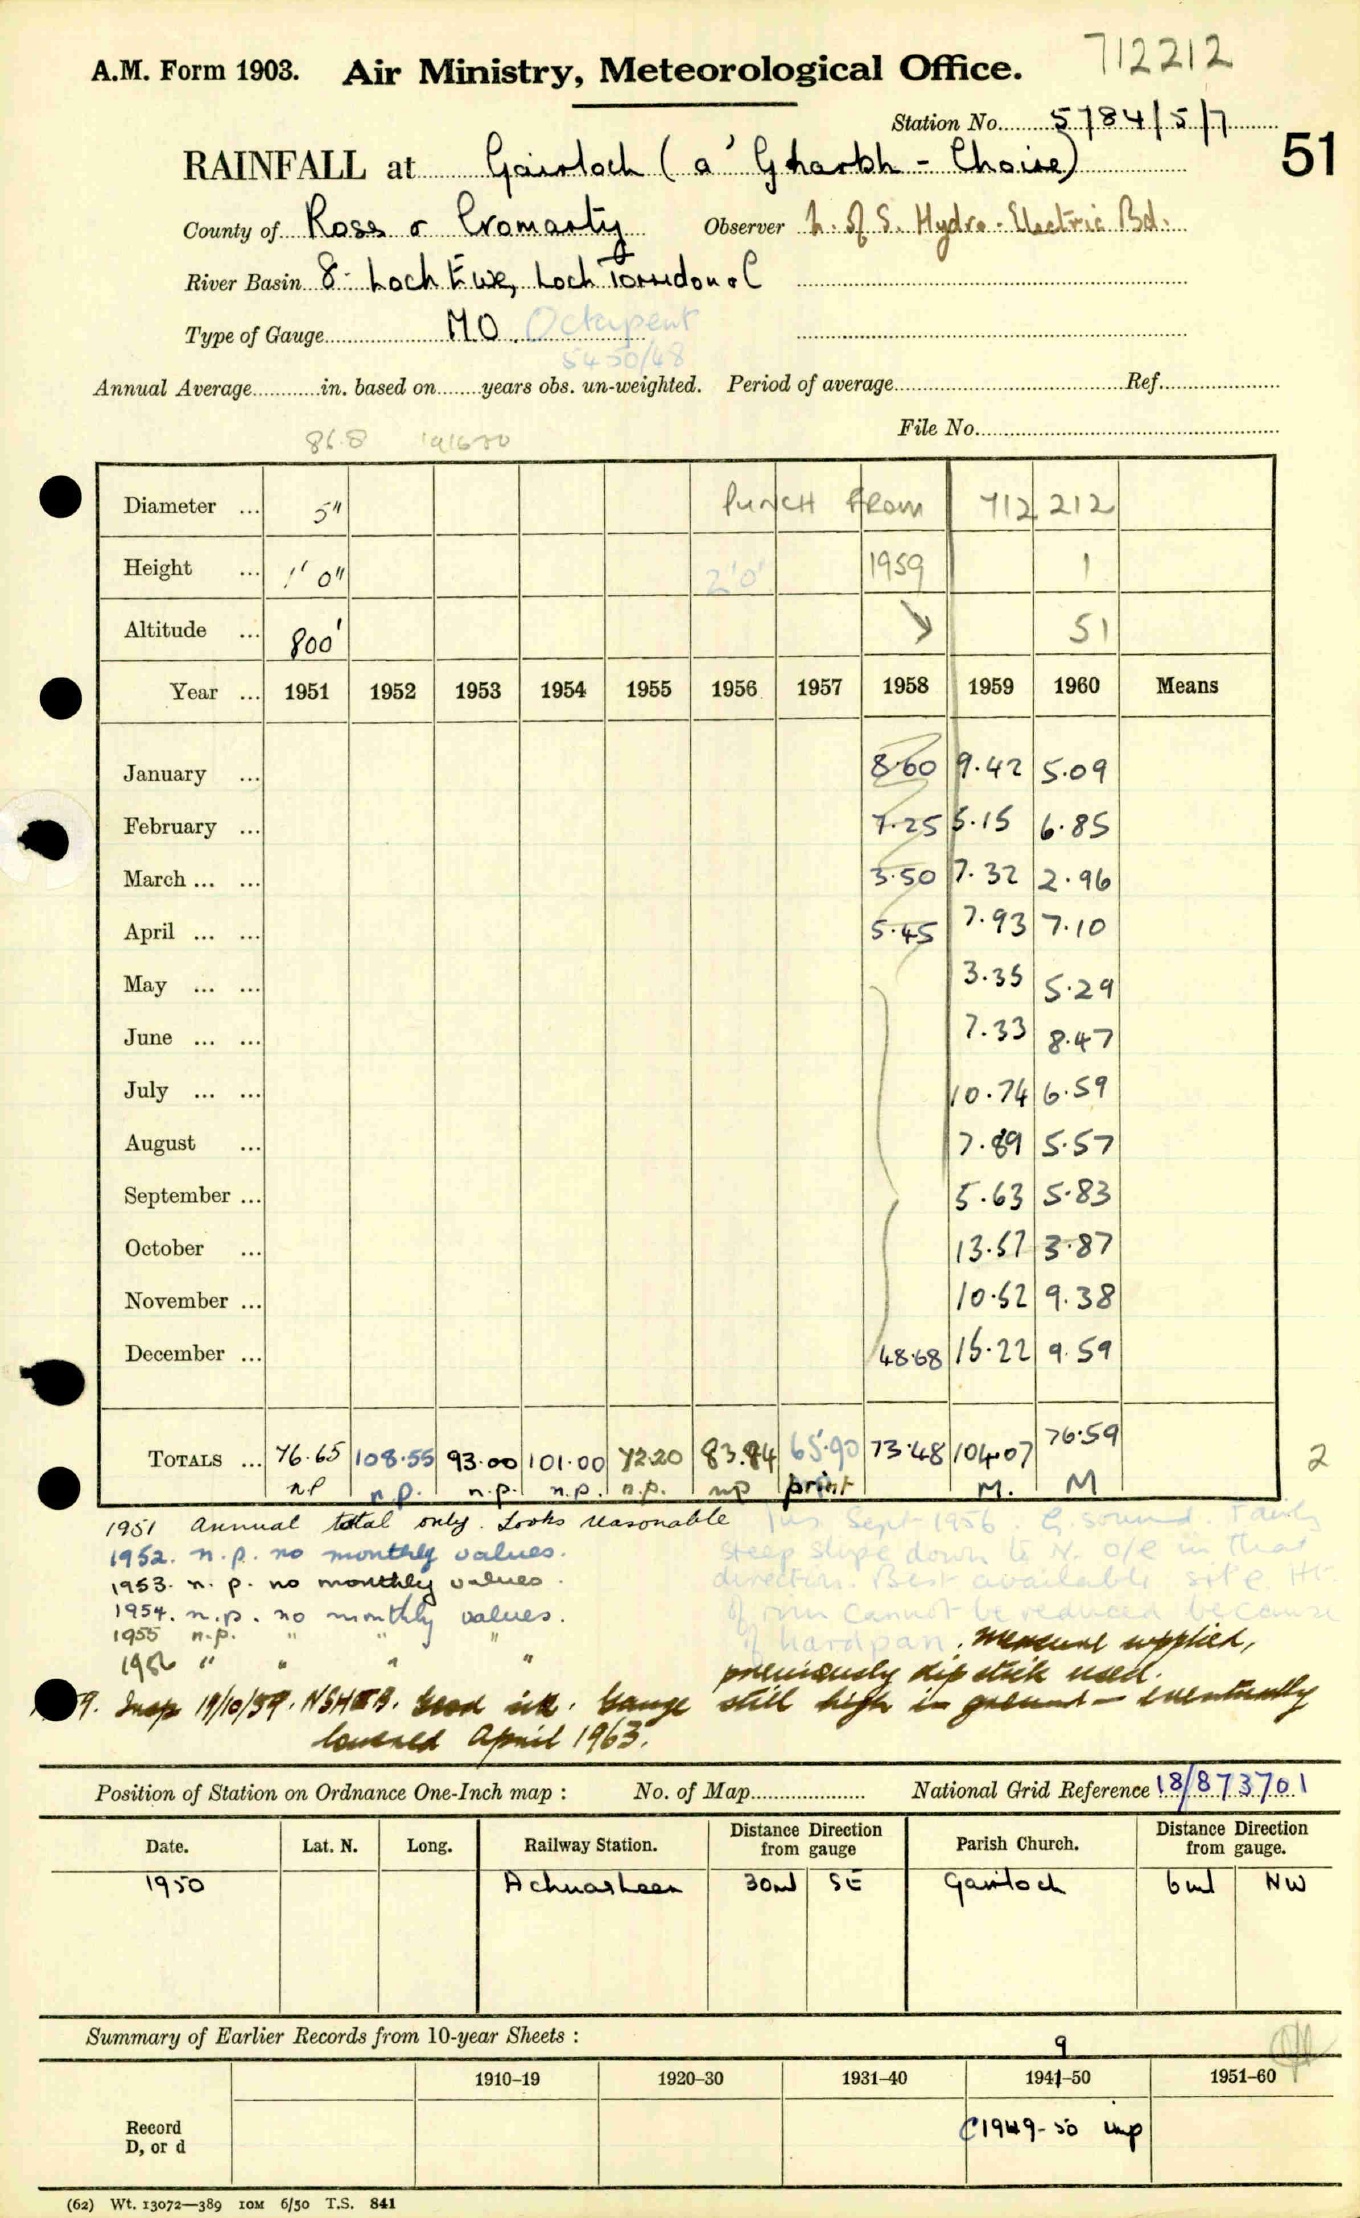 712212
A.M. Form 1903. Air Ministry, Meteorological Office.
Station No. 5784/5/7
51
RAINFALL at Gairloch (a' Gharbh - Choire)
County of Ross & Cromarty Observer N. of S. Hydro-Electric Bd.
River Basin 8. Loch Ewe, Loch Torridon &c
Type of Gauge MO. Octapent
5450/48
Annual Average in. based on years obs. un-weighted. Period of average Ref.
File No.
86.8 1916-50
Diameter ... 5" PUNCH FROM 712 212
Height ... 1' 0" 2'0" 1959 1
Altitude ... 800' 51
Year ... 1951 1952 1953 1954 1955 1956 1957 1958 1959 1960 Means
January ... 8.60 9.42 5.09
February ... 7.25 5.15 6.85
March ... ... 3.50 7.32 2.96
April ... ... 5.45 7.93 7.10
May ... ... 3.35 5.29
June ... ... 7.33 8.47
July ... ... 10.74 6.59
August ... 7.89 5.57
September ... 5.63 5.83
October ... 13.57 3.87
November ... 10.52 9.38
December ... 48.68 15.22 9.59
TOTALS ... 76.65 108.55 93.00 101.00 72.20 83.84 65.90 73.48 104.07 76.59
np n.p. n.p. n.p. n.p. np print M. M
2
1951 Annual total only. Looks reasonable
1952. n.p. no monthly values.
1953. n.p. no monthly values.
1954. n.p. no monthly values.
1955 n.p. " " "
1956 " " " "
Ins Sept 1956. G. sound. Fairly
steep slope down to N. o/e in that
direction. Best available site. Ht.
of rim cannot be reduced because
of hardpan. Measure supplied,
previously dip stick used.
9. Insp 19/10/59. NSHEB. Good site. Gauge still high in ground - eventually
lowered April 1963.
Position of Station on Ordnance One-Inch map : No. of Map National Grid Reference 18/873701
Date. Lat. N. Long. Railway Station. Distance from gauge Direction Parish Church. Distance from gauge. Direction
1950 Achnasheen 30ml SE Gairloch 6ml NW
Summary of Earlier Records from 10-year Sheets :
9
1910-19 1920-30 1931-40 1941-50 1951-60
Record
D, or d
C1949-50 inp
(62) Wt. 13072—389 10M 6/50 T.S. 841